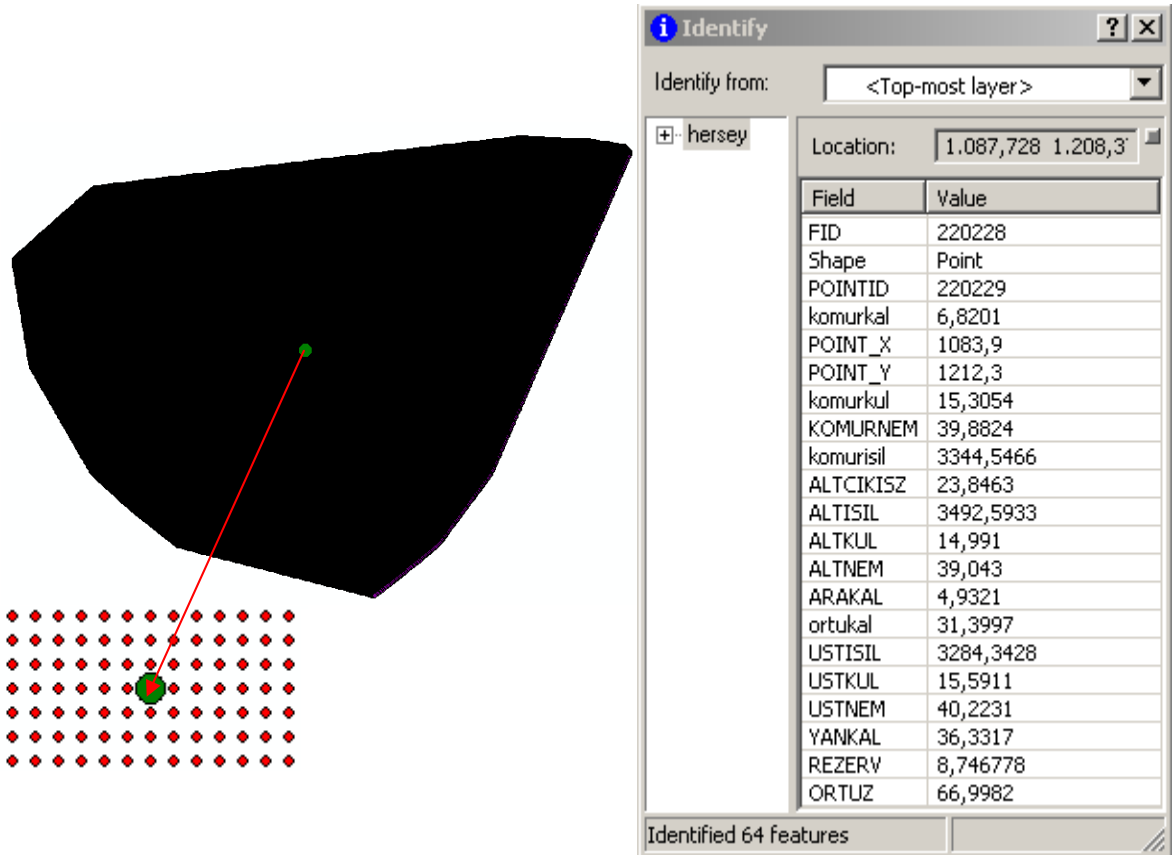 Identify
Identify from: <Top-most layer>
hersey
Location: 1.087,728 1.208,3
Field Value
FID 220228
Shape Point
POINTID 220229
komurkal 6,8201
POINT_X 1083,9
POINT_Y 1212,3
komurkul 15,3054
KOMURNEM 39,8824
komurisil 3344,5466
ALTCIKISZ 23,8463
ALTISIL 3492,5933
ALTKUL 14,991
ALTNEM 39,043
ARAKAL 4,9321
ortukal 31,3997
USTISIL 3284,3428
USTKUL 15,5911
USTNEM 40,2231
YANKAL 36,3317
REZERV 8,746778
ORTUZ 66,9982
Identified 64 features